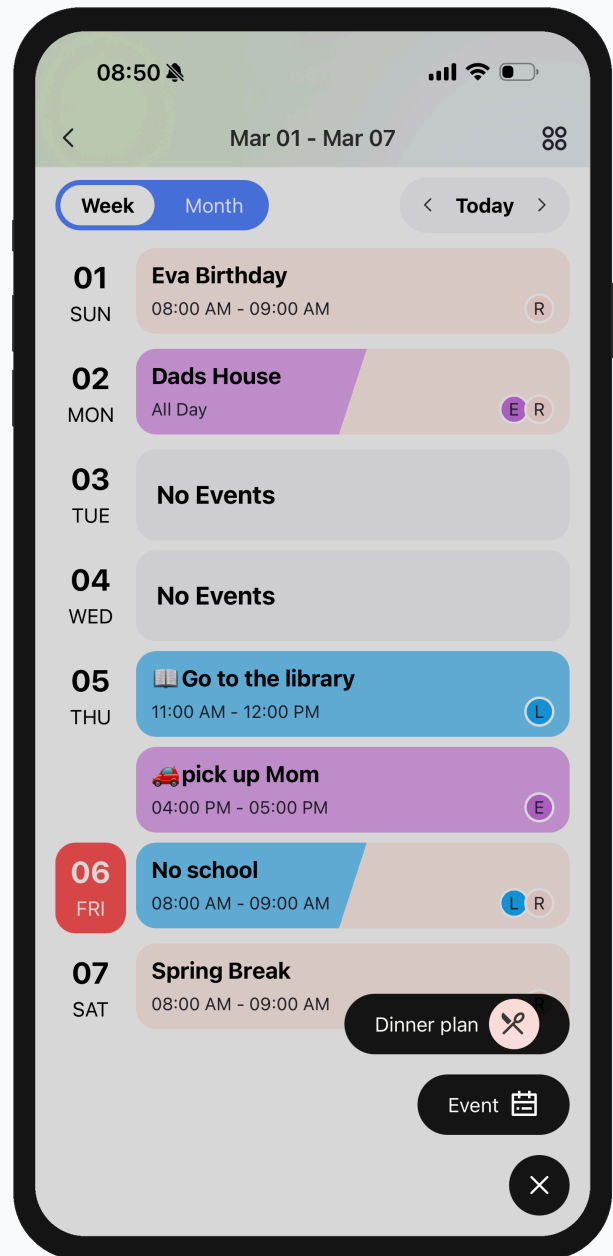 08:50
Mar 01 - Mar 07
Week Month Today
01
SUN
Eva Birthday
08:00 AM - 09:00 AM R
02
MON
Dads House
All Day E R
03
TUE
No Events
04
WED
No Events
05
THU
📖Go to the library
11:00 AM - 12:00 PM L
🚗pick up Mom
04:00 PM - 05:00 PM E
06
FRI
No school
08:00 AM - 09:00 AM L R
07
SAT
Spring Break
08:00 AM - 09:00 AM R
Dinner plan
Event